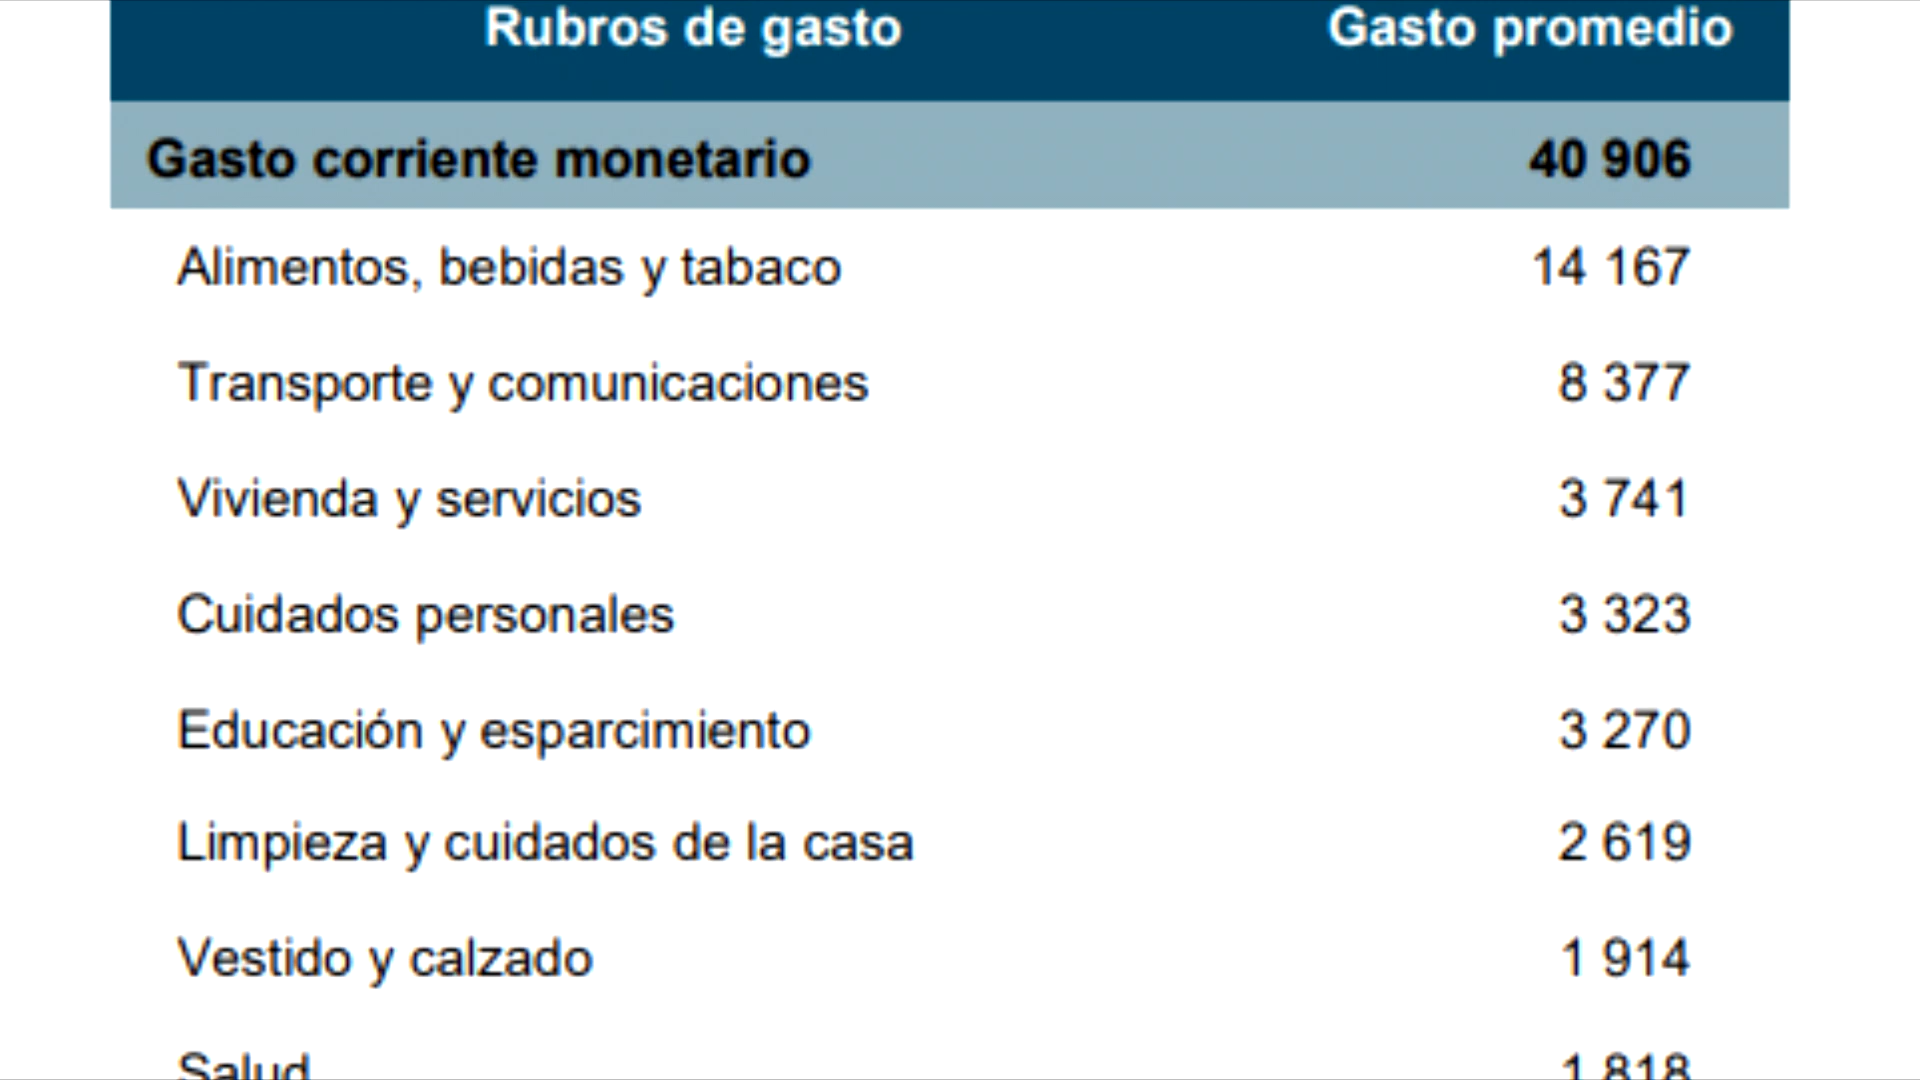 Rubros de gasto Gasto promedio
Gasto corriente monetario 40 906
Alimentos, bebidas y tabaco 14 167
Transporte y comunicaciones 8 377
Vivienda y servicios 3 741
Cuidados personales 3 323
Educación y esparcimiento 3 270
Limpieza y cuidados de la casa 2 619
Vestido y calzado 1 914
Salud 1 818